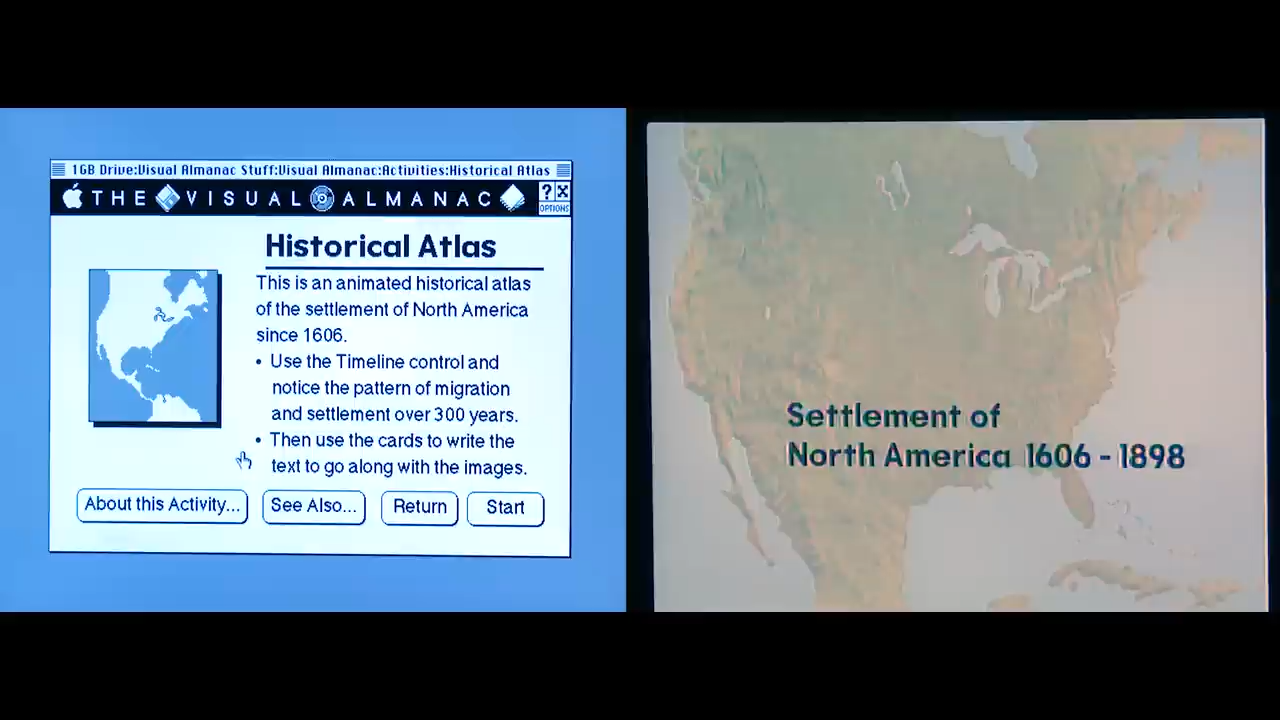 1GB Drive:Visual Almanac Stuff:Visual Almanac:Activities:Historical Atlas
THE VISUAL ALMANAC
? X
OPTIONS
Historical Atlas
This is an animated historical atlas
of the settlement of North America
since 1606.
• Use the Timeline control and
notice the pattern of migration
and settlement over 300 years.
• Then use the cards to write the
text to go along with the images.
About this Activity...
See Also...
Return
Start
Settlement of
North America 1606 - 1898